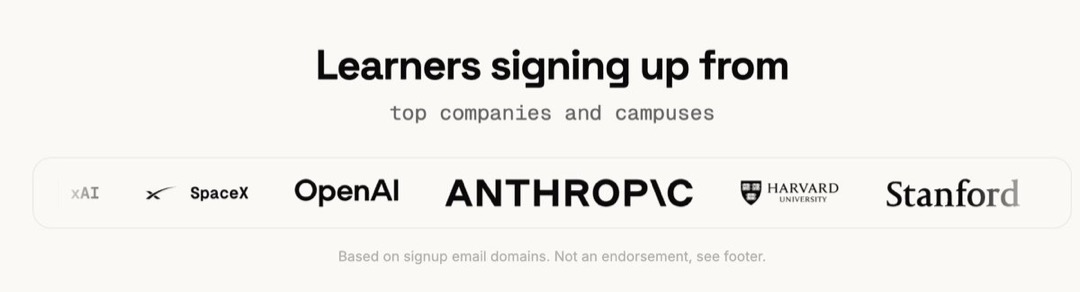 Learners signing up from
top companies and campuses
xAI SpaceX OpenAI ANTHROP\C HARVARD UNIVERSITY Stanford
Based on signup email domains. Not an endorsement, see footer.